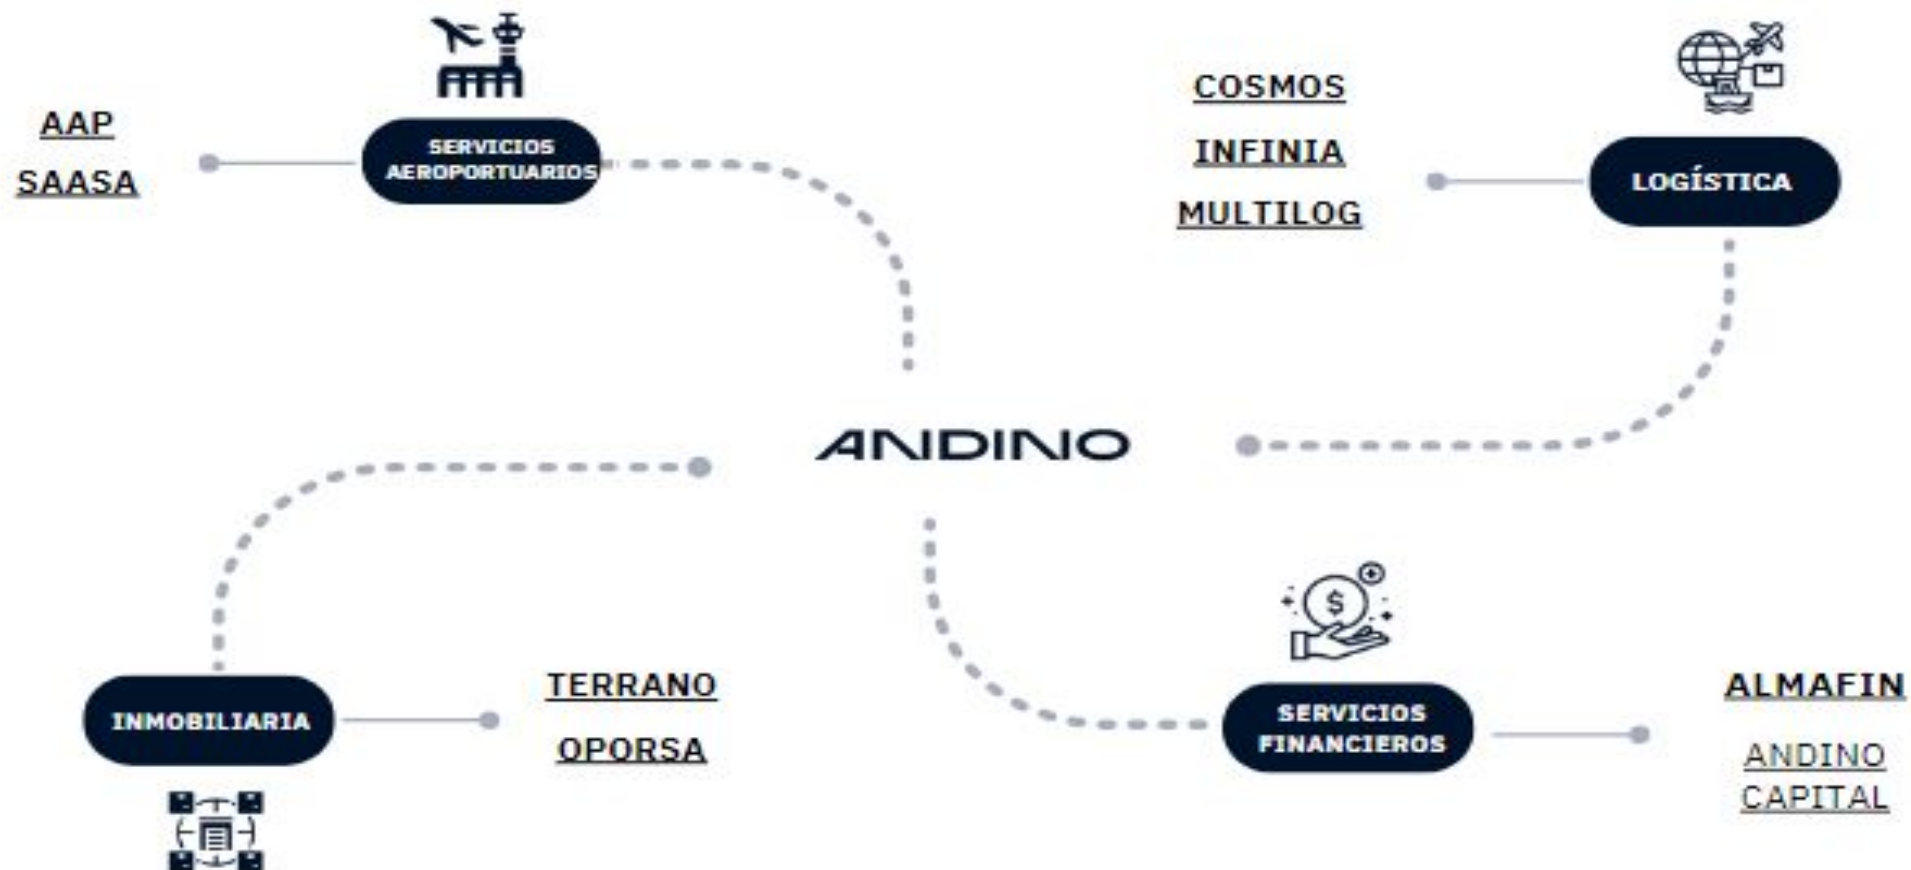 AAP
SAASA
SERVICIOS
AEROPORTUARIOS
COSMOS
INFINIA
MULTILOG
LOGÍSTICA
ANDINO
INMOBILIARIA
TERRANO
OPORSA
$
SERVICIOS
FINANCIEROS
ALMAFIN
ANDINO
CAPITAL